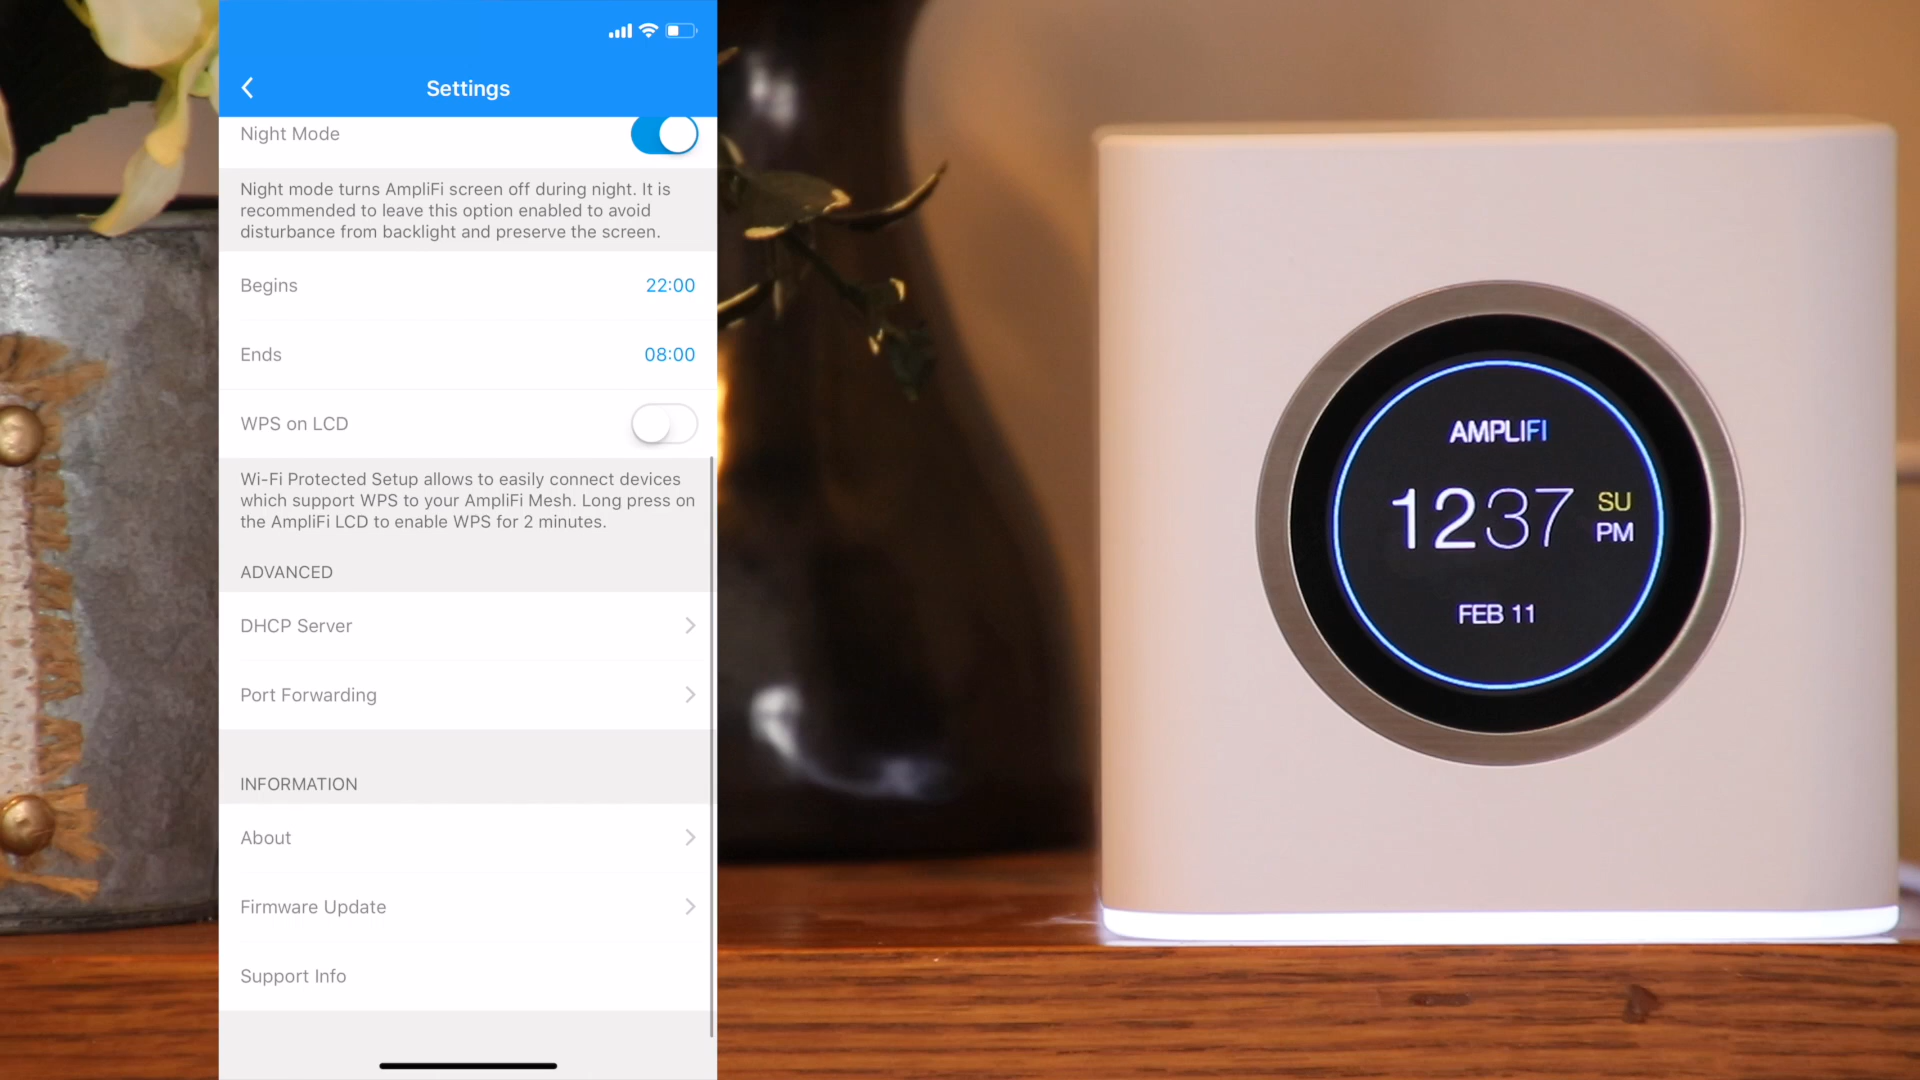 Settings
Night Mode
Night mode turns AmpliFi screen off during night. It is
recommended to leave this option enabled to avoid
disturbance from backlight and preserve the screen.
Begins
22:00
Ends
08:00
WPS on LCD
Wi-Fi Protected Setup allows to easily connect devices
which support WPS to your AmpliFi Mesh. Long press on
the AmpliFi LCD to enable WPS for 2 minutes.
ADVANCED
DHCP Server
Port Forwarding
INFORMATION
About
Firmware Update
Support Info
AMPLIFI
1237
SU
PM
FEB 11